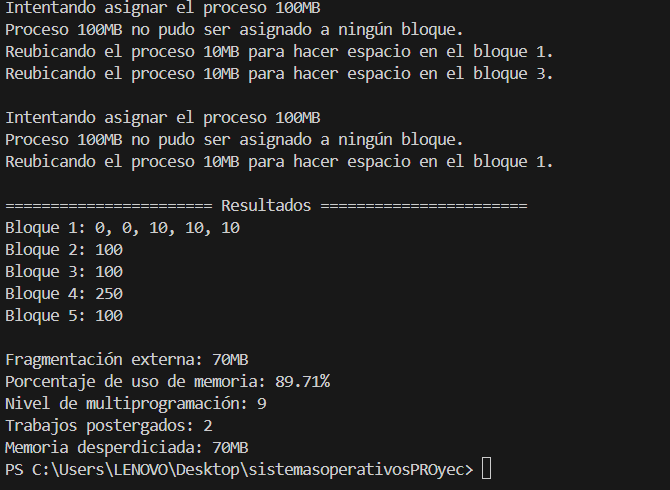 Intentando asignar el proceso 100MB
Proceso 100MB no pudo ser asignado a ningún bloque.
Reubicando el proceso 10MB para hacer espacio en el bloque 1.
Reubicando el proceso 10MB para hacer espacio en el bloque 3.
Intentando asignar el proceso 100MB
Proceso 100MB no pudo ser asignado a ningún bloque.
Reubicando el proceso 10MB para hacer espacio en el bloque 1.
======================= Resultados =======================
Bloque 1: 0, 0, 10, 10, 10
Bloque 2: 100
Bloque 3: 100
Bloque 4: 250
Bloque 5: 100
Fragmentación externa: 70MB
Porcentaje de uso de memoria: 89.71%
Nivel de multiprogramación: 9
Trabajos postergados: 2
Memoria desperdiciada: 70MB
PS C:\Users\LENOVO\Desktop\sistemasoperativosPROyec>